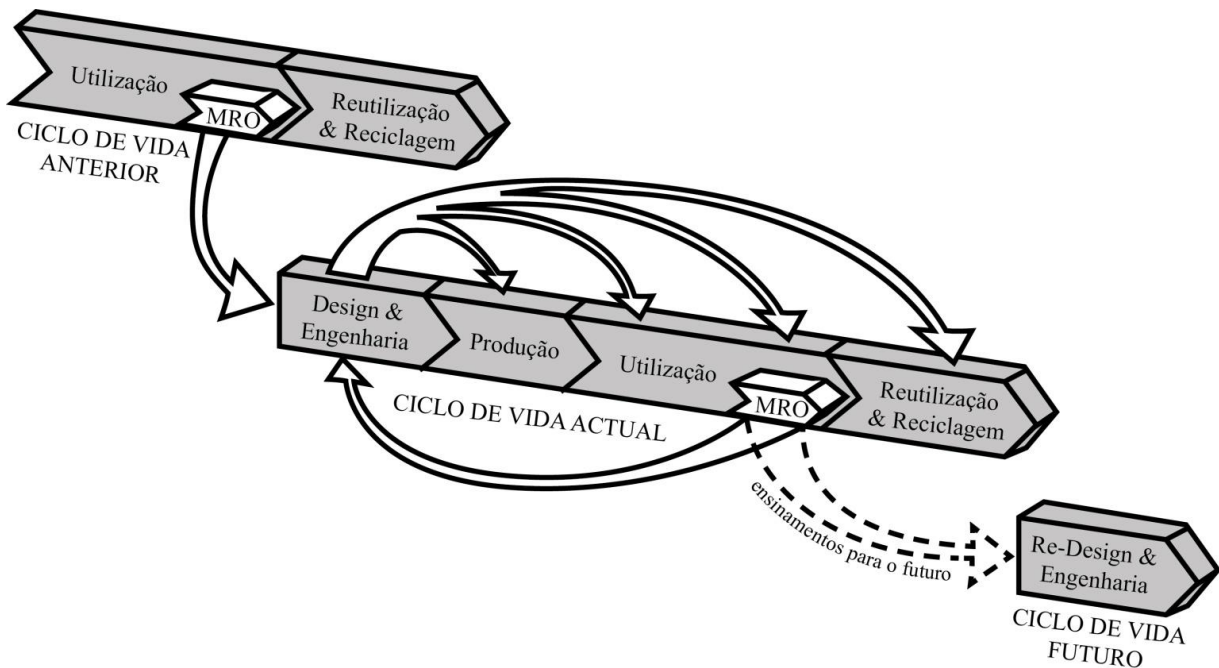 Utilização
MRO
Reutilização
& Reciclagem
CICLO DE VIDA
ANTERIOR
Design &
Engenharia
Produção
Utilização
MRO
Reutilização
& Reciclagem
CICLO DE VIDA ACTUAL
ensinamentos para o futuro
Re-Design &
Engenharia
CICLO DE VIDA
FUTURO